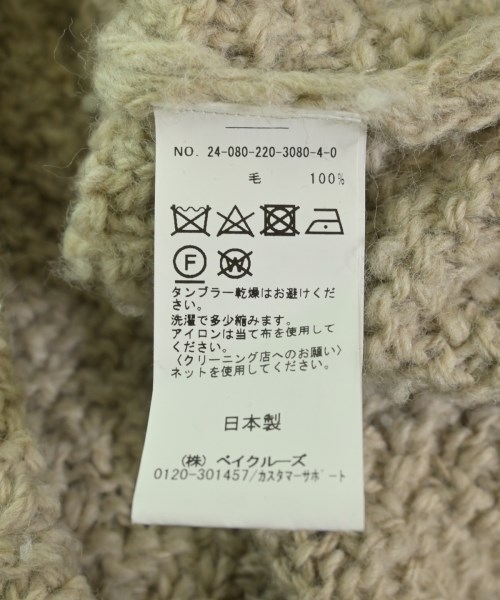 NO. 24-080-220-3080-4-0
毛 100%
F W
タンブラー乾燥はお避けくだ
さい。
洗濯で多少縮みます。
アイロンは当て布を使用して
ください。
〈クリーニング店へのお願い〉
ネットを使用してください。
日本製
(株) ベイクルーズ
0120-301457/カスタマーサポート